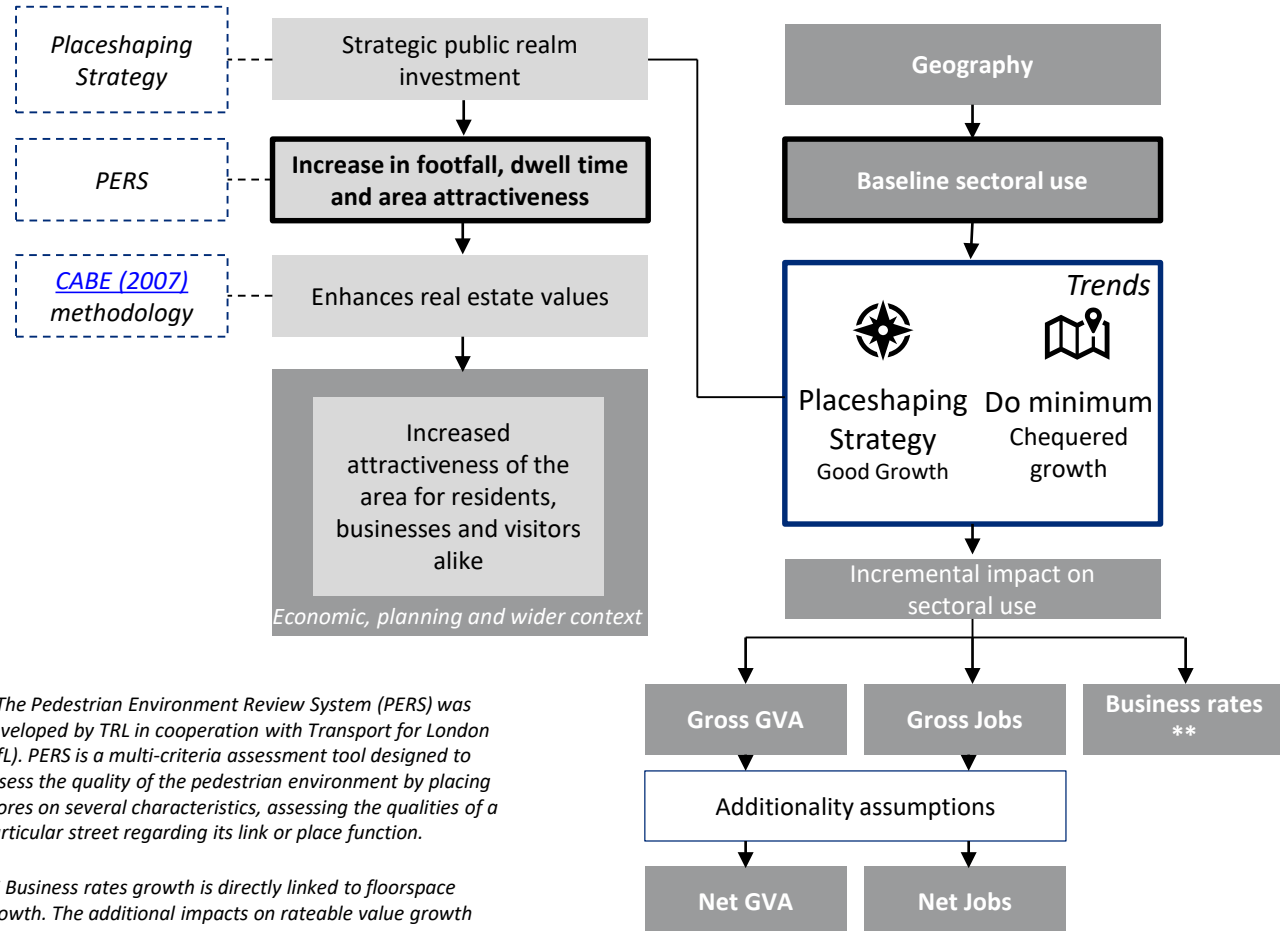 Placeshaping
Strategy
Strategic public realm
investment
PERS
Increase in footfall, dwell time
and area attractiveness
CABE (2007)
methodology
Enhances real estate values
Increased
attractiveness of the
area for residents,
businesses and visitors
alike
Economic, planning and wider context
Geography
Baseline sectoral use
Trends
Placeshaping
Strategy
Good Growth
Do minimum
Chequered
growth
Incremental impact on
sectoral use
Gross GVA
Gross Jobs
Business rates
**
Additionality assumptions
Net GVA
Net Jobs
The Pedestrian Environment Review System (PERS) was
by TRL in cooperation with Transport for London
PERS is a multi-criteria assessment tool designed to
the quality of the pedestrian environment by placing
on several characteristics, assessing the qualities of a
street regarding its link or place function.
Business rates growth is directly linked to floorspace
The additional impacts on rateable value growth